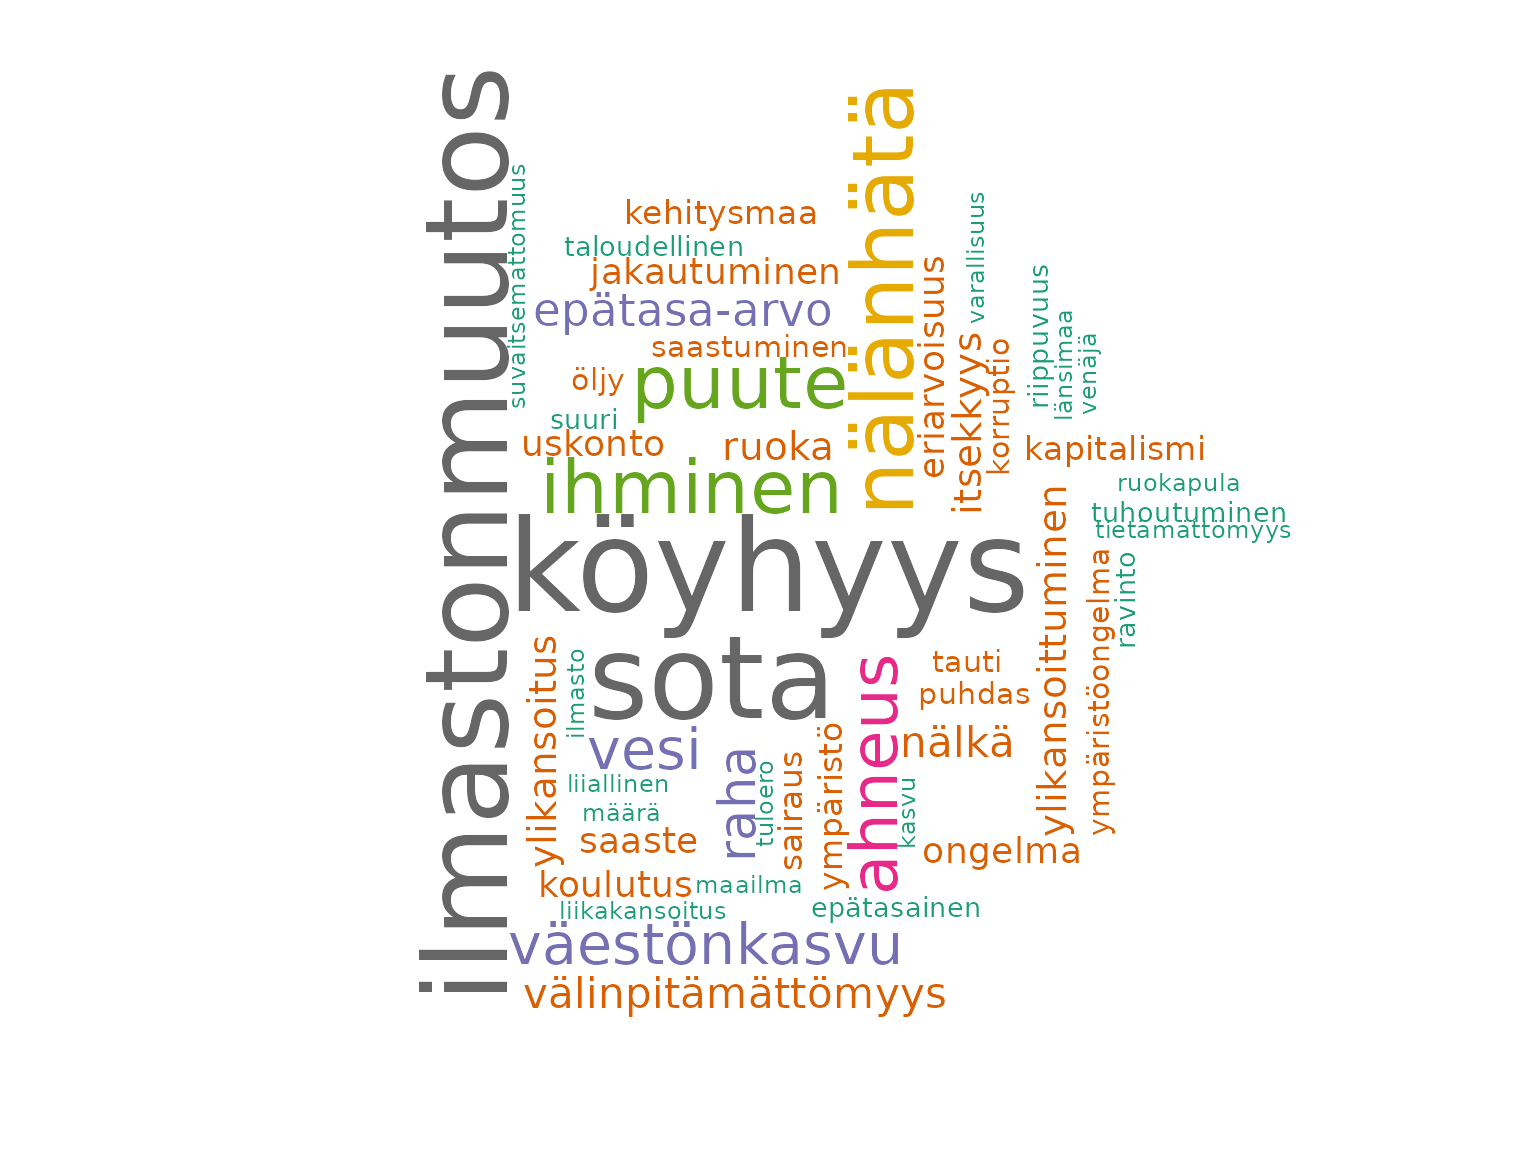 ilmastonmuutos
suvaitsemattomuus
kehitysmaa
taloudellinen
jakautuminen
epätasa-arvo
saastuminen
öljy
puute
suuri
uskonto
ruoka
ihminen
nälänhätä
eriarvoisuus
varallisuus
itsekkyys
korruptio
riippuvuus
länsimaa
venäjä
kapitalismi
ruokapula
tuhoutuminen
tietämättömyys
köyhyys
ylikansoittuminen
ympäristöongelma
ravinto
sota
ylikansoitus
ilmasto
ahneus
tauti
puhdas
nälkä
vesi
raha
tuloero
sairaus
ympäristö
kasvu
liiallinen
määrä
saaste
ongelma
koulutus
maailma
liikakansoitus
epätasainen
väestönkasvu
välinpitämättömyys